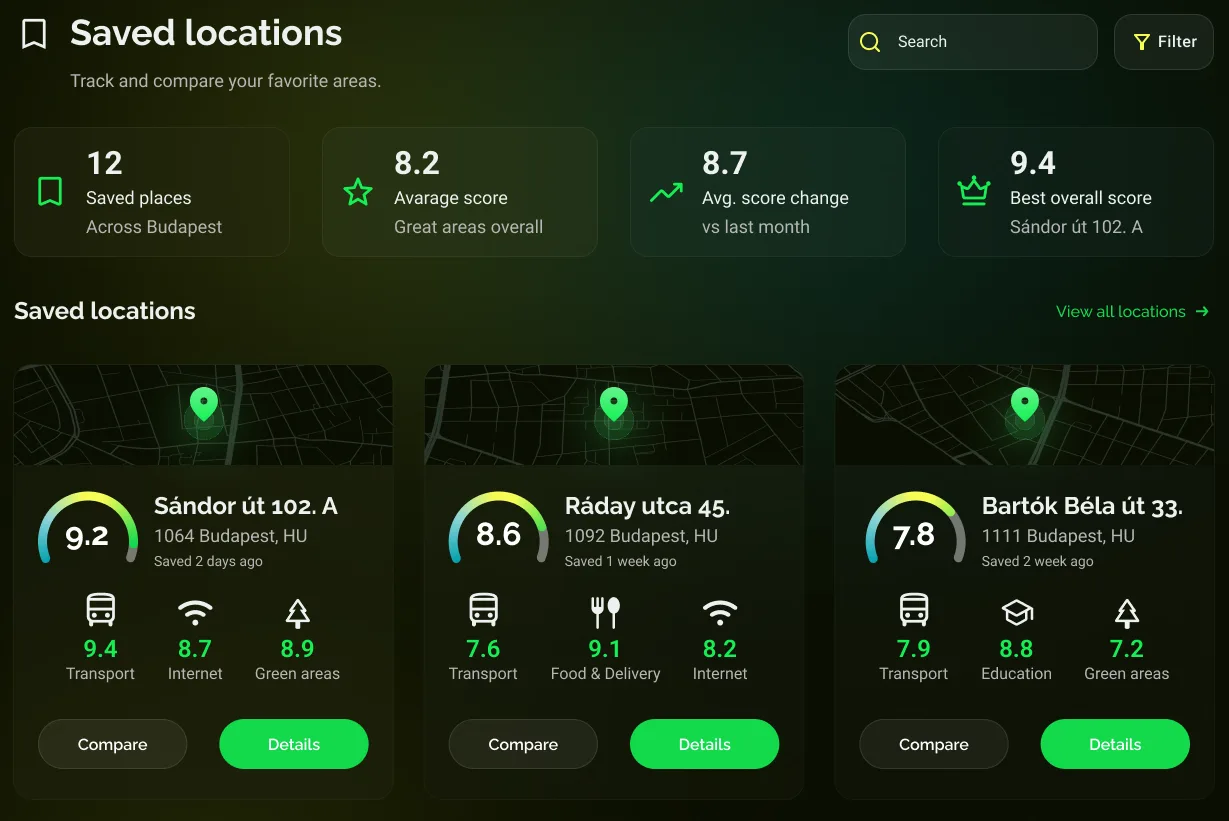 Saved locations
Track and compare your favorite areas.
Search
Filter
12
Saved places
Across Budapest
8.2
Avarage score
Great areas overall
8.7
Avg. score change
vs last month
9.4
Best overall score
Sándor út 102. A
Saved locations
View all locations →
9.2
Sándor út 102. A
1064 Budapest, HU
Saved 2 days ago
9.4
Transport
8.7
Internet
8.9
Green areas
Compare
Details
8.6
Ráday utca 45.
1092 Budapest, HU
Saved 1 week ago
7.6
Transport
9.1
Food & Delivery
8.2
Internet
Compare
Details
7.8
Bartók Béla út 33.
1111 Budapest, HU
Saved 2 week ago
7.9
Transport
8.8
Education
7.2
Green areas
Compare
Details